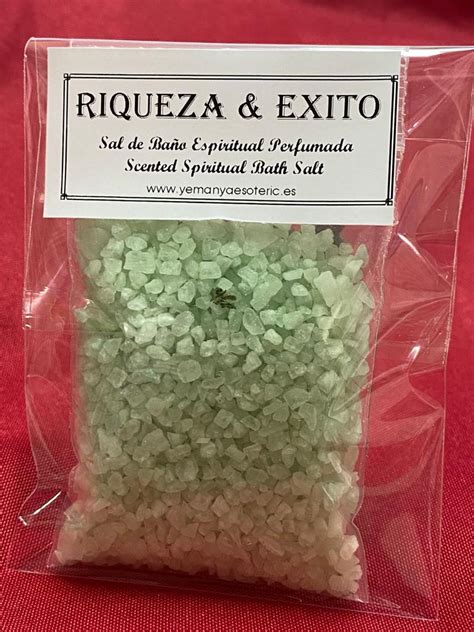 RIQUEZA & EXITO
Sal de Baño Espiritual Perfumada
Scented Spiritual Bath Salt
www.yemanyaesoteric.es